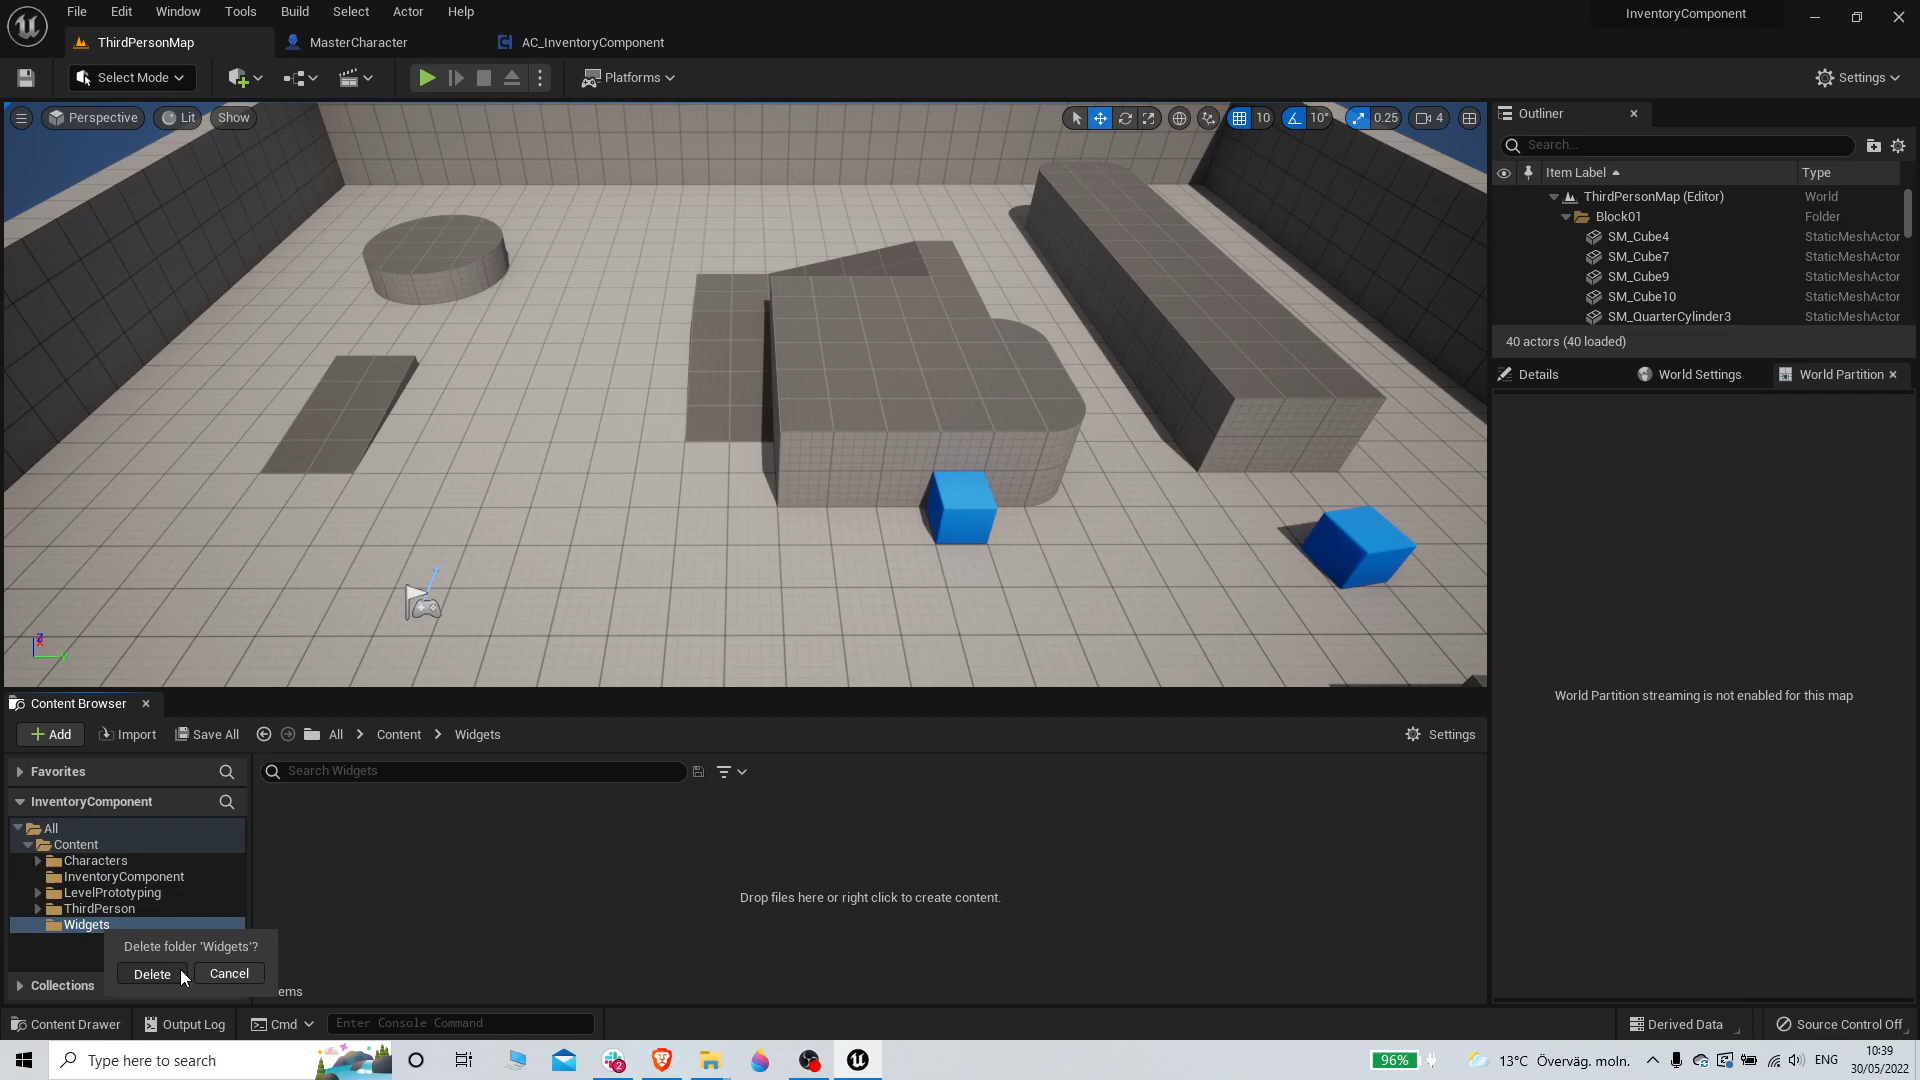 File Edit Window Tools Build Select Actor Help
InventoryComponent
ThirdPersonMap MasterCharacter AC_InventoryComponent
Select Mode Platforms Settings
Perspective Lit Show 10 10° 0.25 4
Outliner
Search...
Item Label Type
ThirdPersonMap (Editor) World
Block01 Folder
SM_Cube4 StaticMeshActor
SM_Cube7 StaticMeshActor
SM_Cube9 StaticMeshActor
SM_Cube10 StaticMeshActor
SM_QuarterCylinder3 StaticMeshActor
40 actors (40 loaded)
Details World Settings World Partition
World Partition streaming is not enabled for this map
Z
Y
Content Browser
Add Import Save All All Content Widgets Settings
Favorites
Search Widgets
InventoryComponent
All
Content
Characters
InventoryComponent
LevelPrototyping
ThirdPerson
Widgets
Drop files here or right click to create content.
Delete folder 'Widgets'?
Delete Cancel
Collections
ems
Content Drawer Output Log Cmd Enter Console Command Derived Data Source Control Off
Type here to search
2
96%
13°C Överväg. moln.
ENG
10:39
30/05/2022